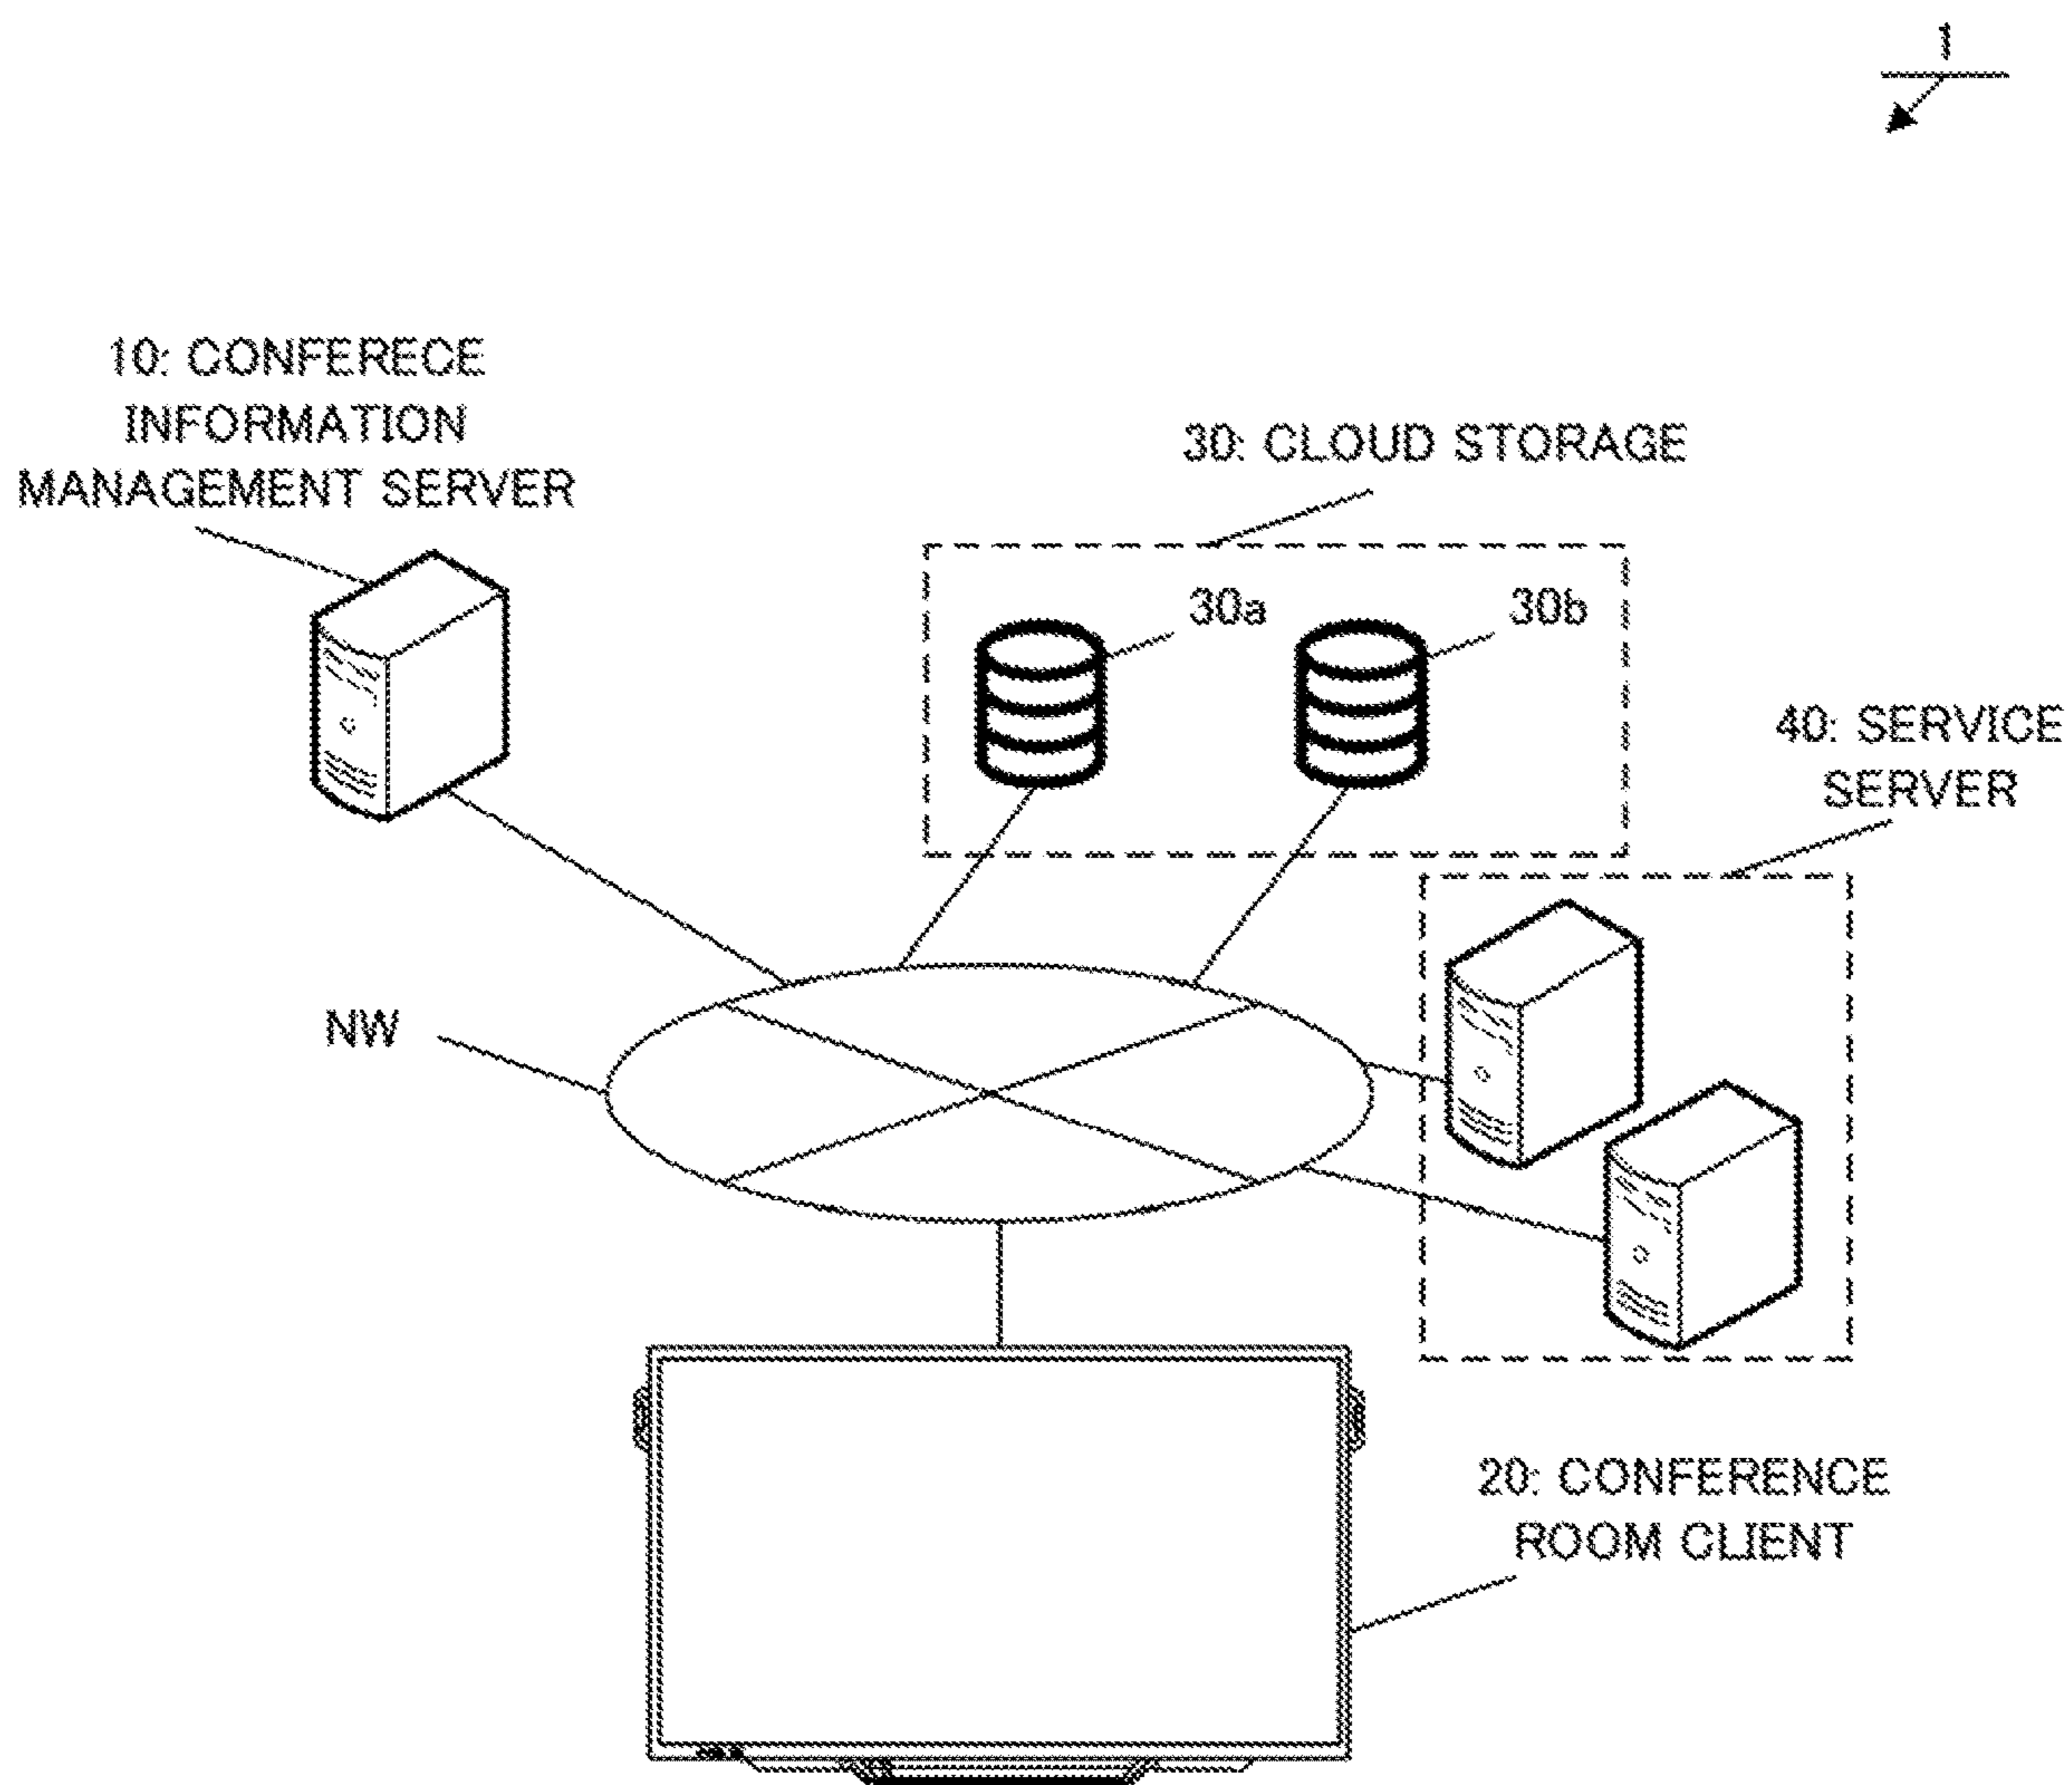 1
10: CONFERECE
INFORMATION
MANAGEMENT SERVER
30: CLOUD STORAGE
30a
30b
40: SERVICE
SERVER
NW
20: CONFERENCE
ROOM CLIENT